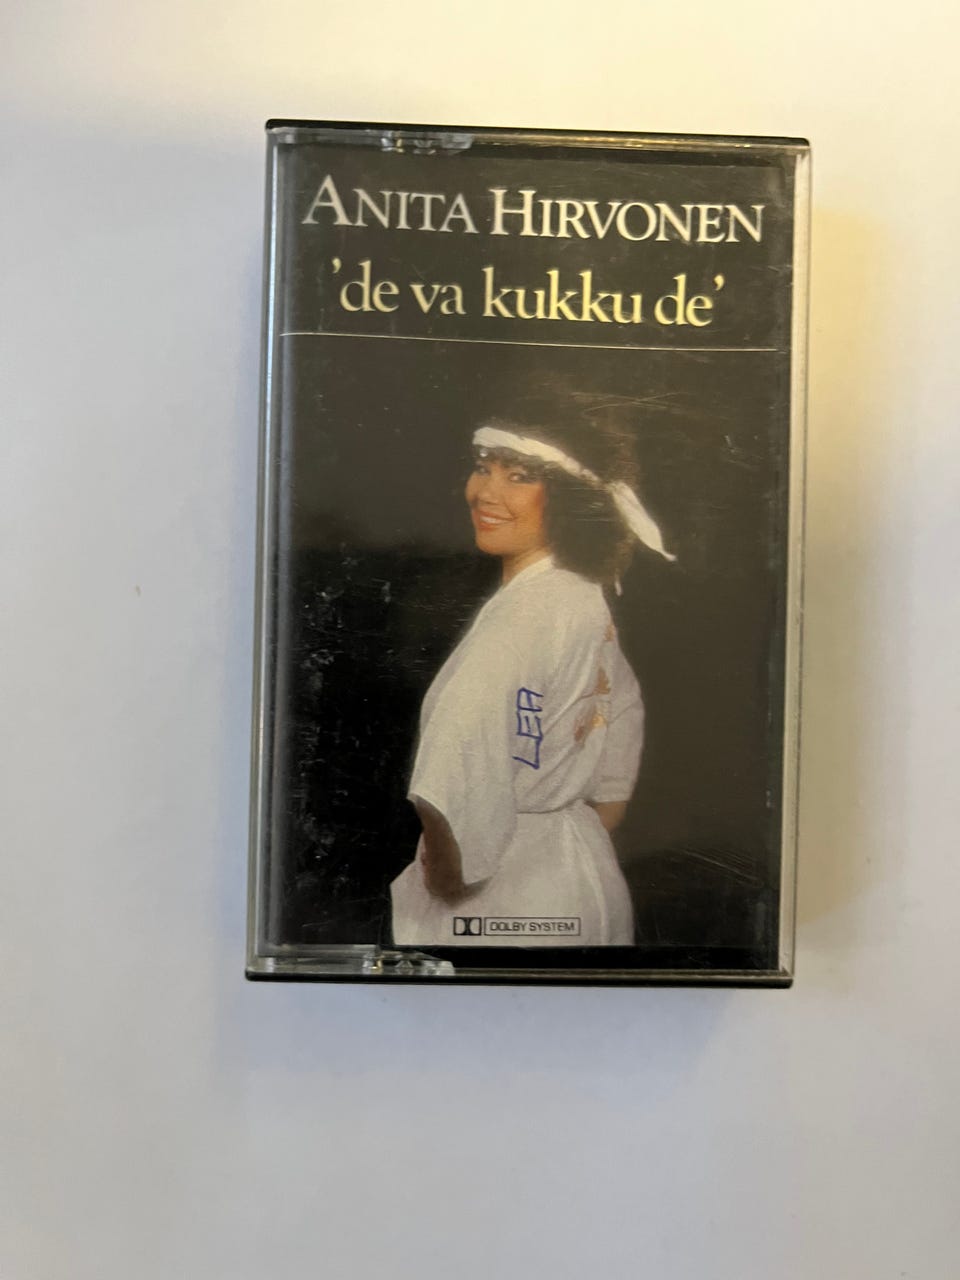 ANITA HIRVONEN
'de va kukku de'
LEA
DOLBY SYSTEM